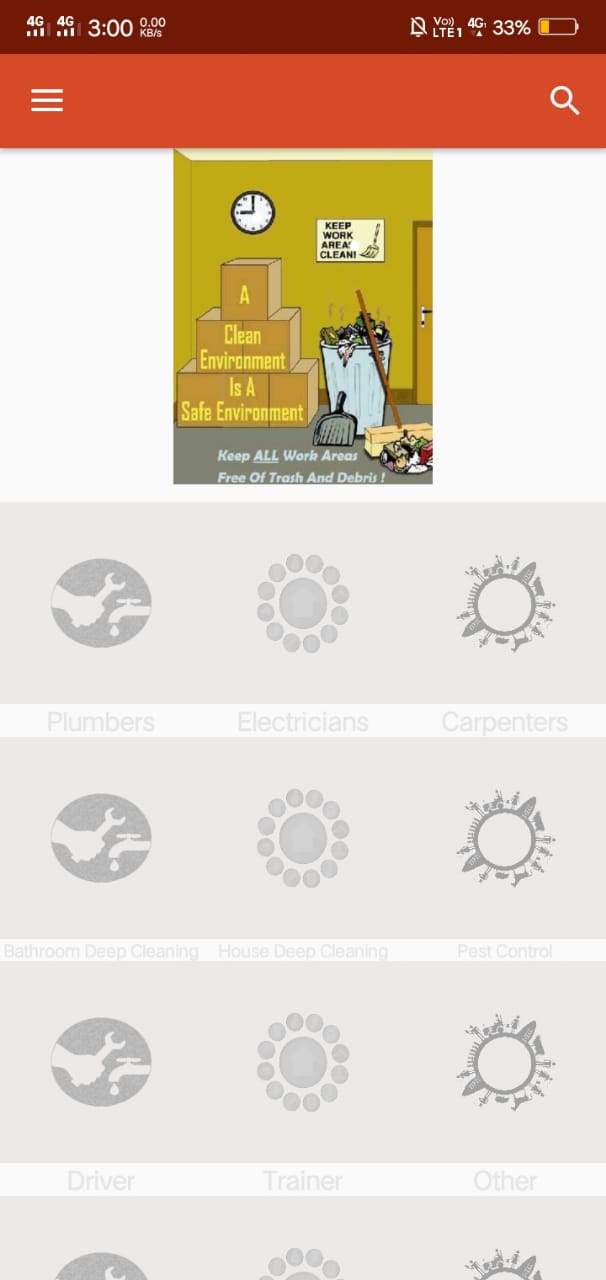 4G 4G 3:00 0.00 KB/s Vo)) LTE1 4G 33%
KEEP
WORK
AREAS
CLEAN!
A
Clean
Environment
Is A
Safe Environment
Keep ALL Work Areas
Free Of Trash And Debris !
Plumbers Electricians Carpenters
Bathroom Deep Cleaning House Deep Cleaning Pest Control
Driver Trainer Other